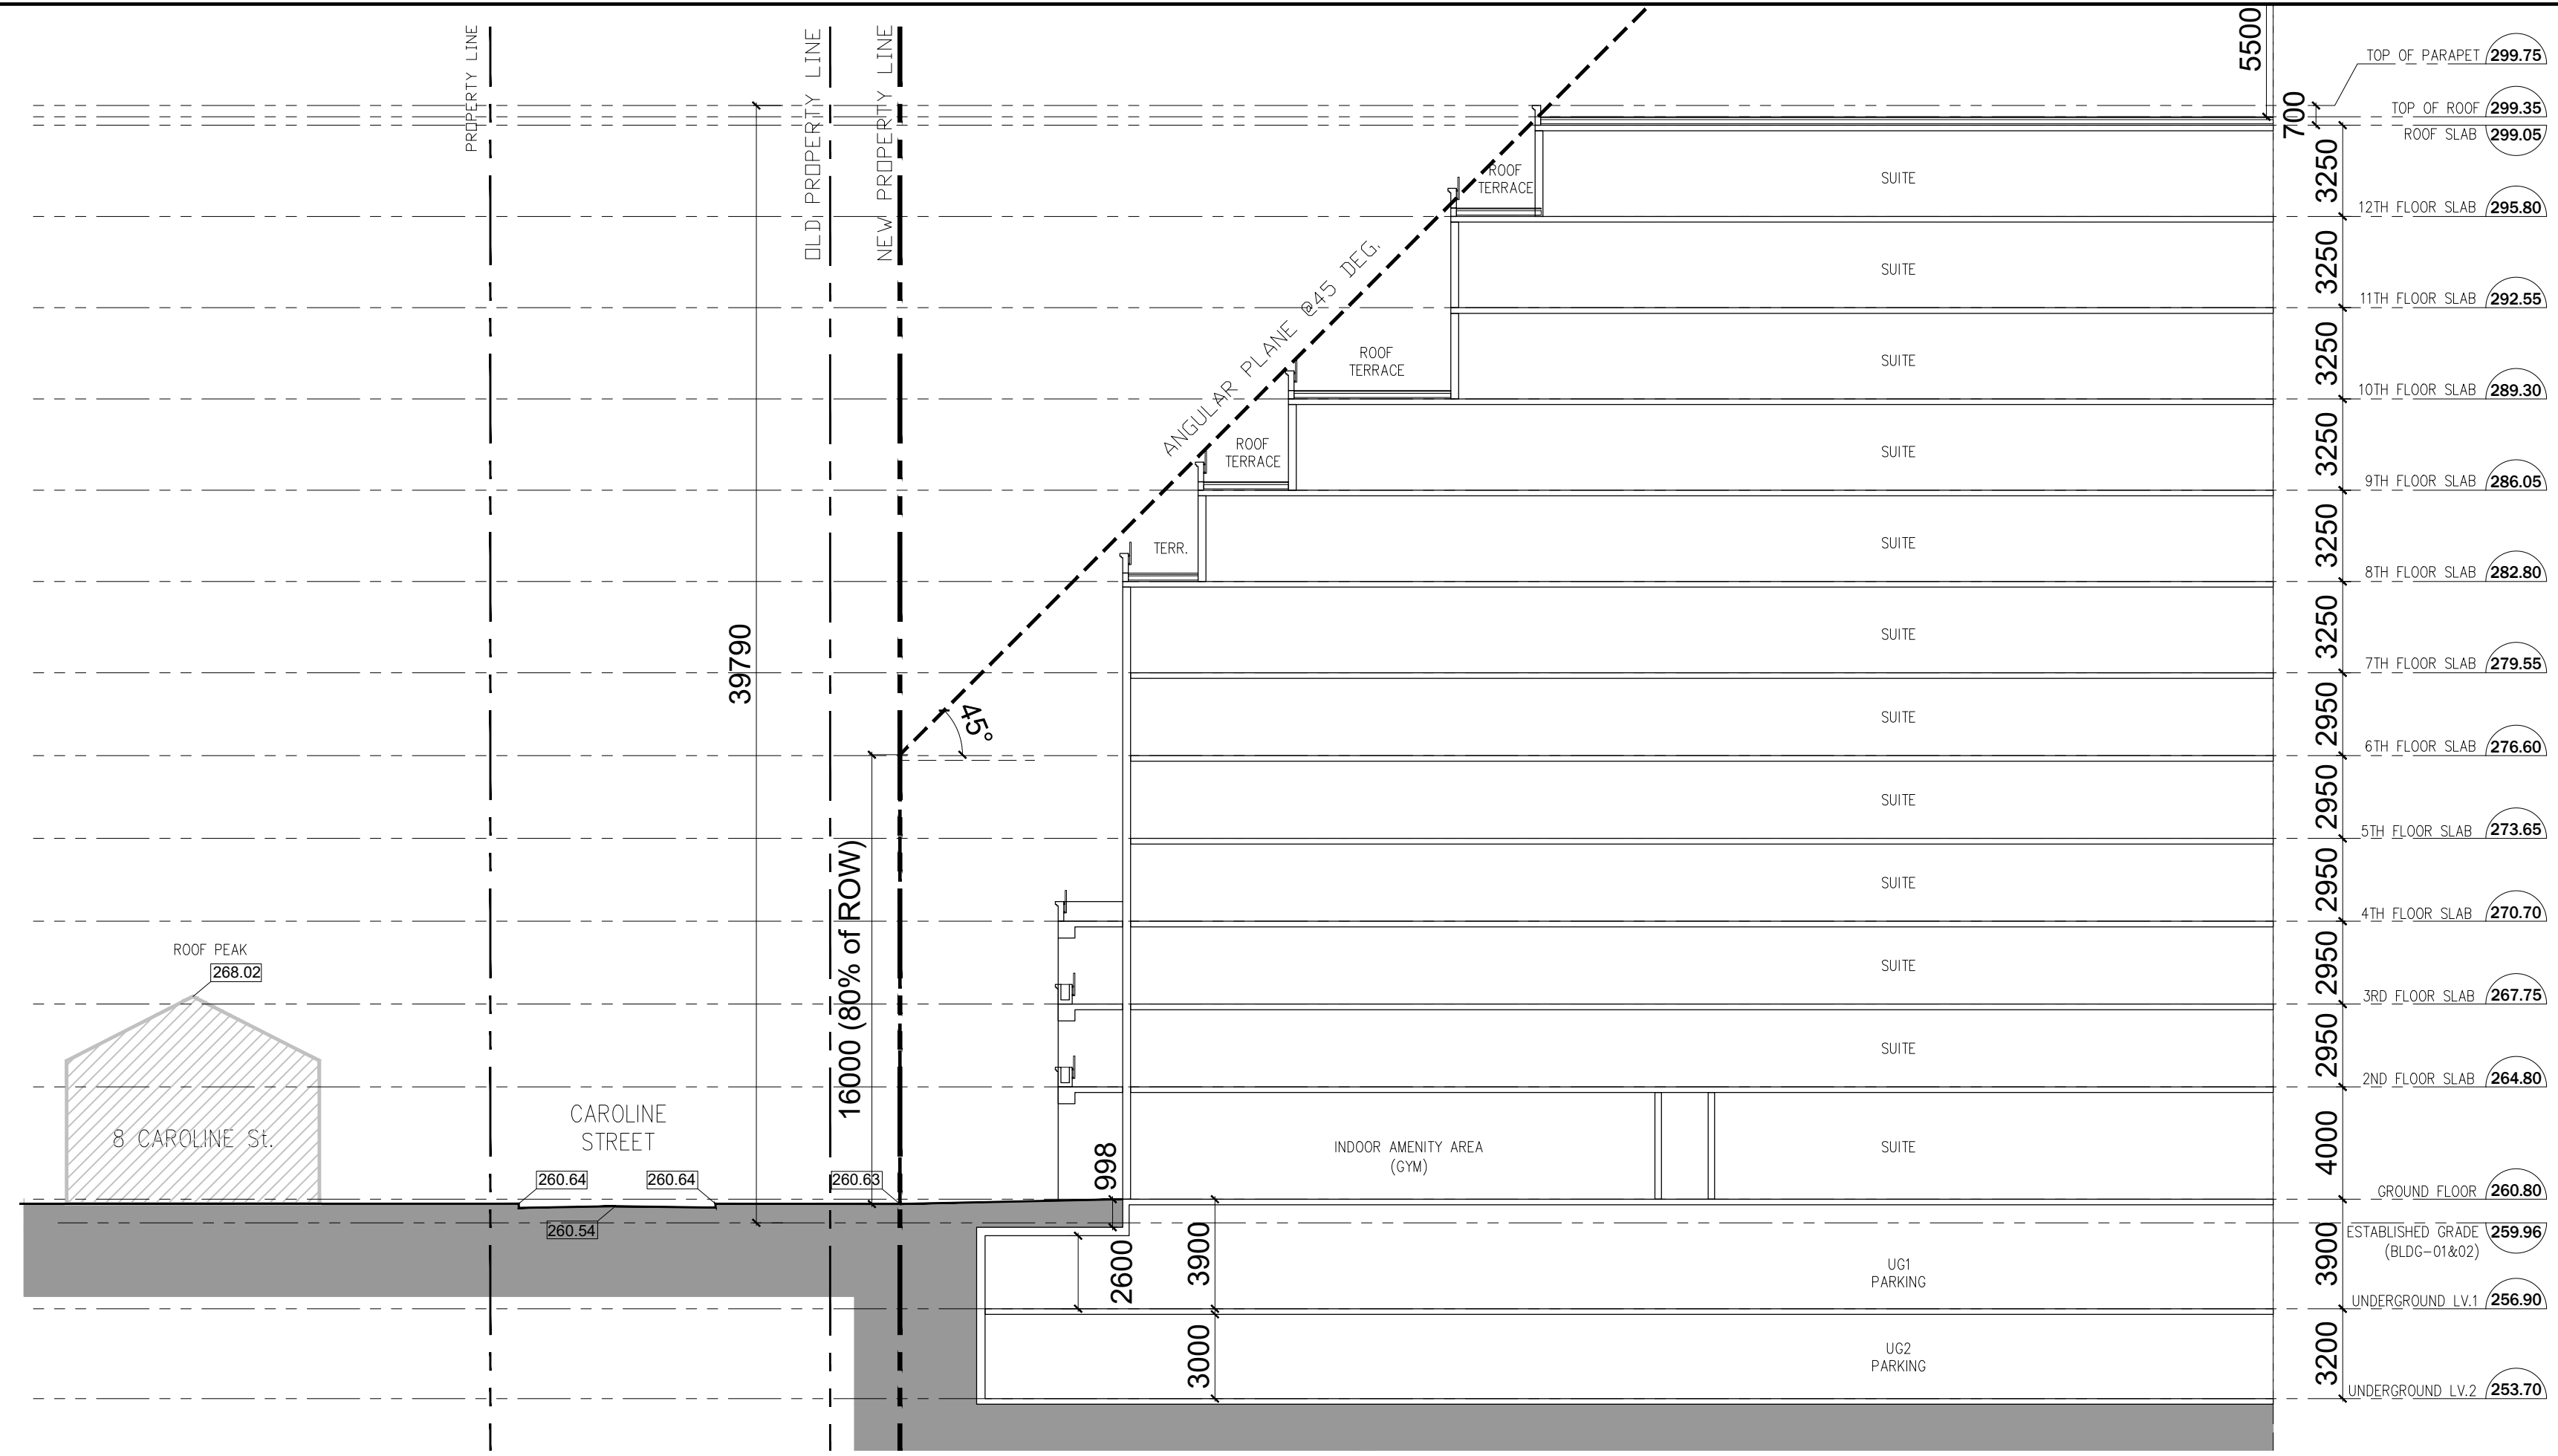 PROPERTY LINE
OLD PROPERTY LINE
NEW PROPERTY LINE
5500
TOP OF PARAPET 299.75
TOP OF ROOF 299.35
ROOF SLAB 299.05
700
3250
ROOF
TERRACE
SUITE
12TH FLOOR SLAB 295.80
3250
SUITE
11TH FLOOR SLAB 292.55
ANGULAR PLANE @45 DEG.
3250
ROOF
TERRACE
SUITE
10TH FLOOR SLAB 289.30
3250
ROOF
TERRACE
SUITE
9TH FLOOR SLAB 286.05
3250
TERR.
SUITE
8TH FLOOR SLAB 282.80
3250
SUITE
39790
7TH FLOOR SLAB 279.55
45°
2950
SUITE
6TH FLOOR SLAB 276.60
2950
SUITE
5TH FLOOR SLAB 273.65
2950
SUITE
16000 (80% of ROW)
4TH FLOOR SLAB 270.70
2950
SUITE
ROOF PEAK
268.02
3RD FLOOR SLAB 267.75
2950
SUITE
2ND FLOOR SLAB 264.80
8 CAROLINE St.
CAROLINE
STREET
260.64
260.64
260.63
260.54
998
INDOOR AMENITY AREA
(GYM)
SUITE
4000
GROUND FLOOR 260.80
ESTABLISHED GRADE 259.96
(BLDG-01&02)
2600
3900
UG1
PARKING
3900
UNDERGROUND LV.1 256.90
3000
UG2
PARKING
3200
UNDERGROUND LV.2 253.70